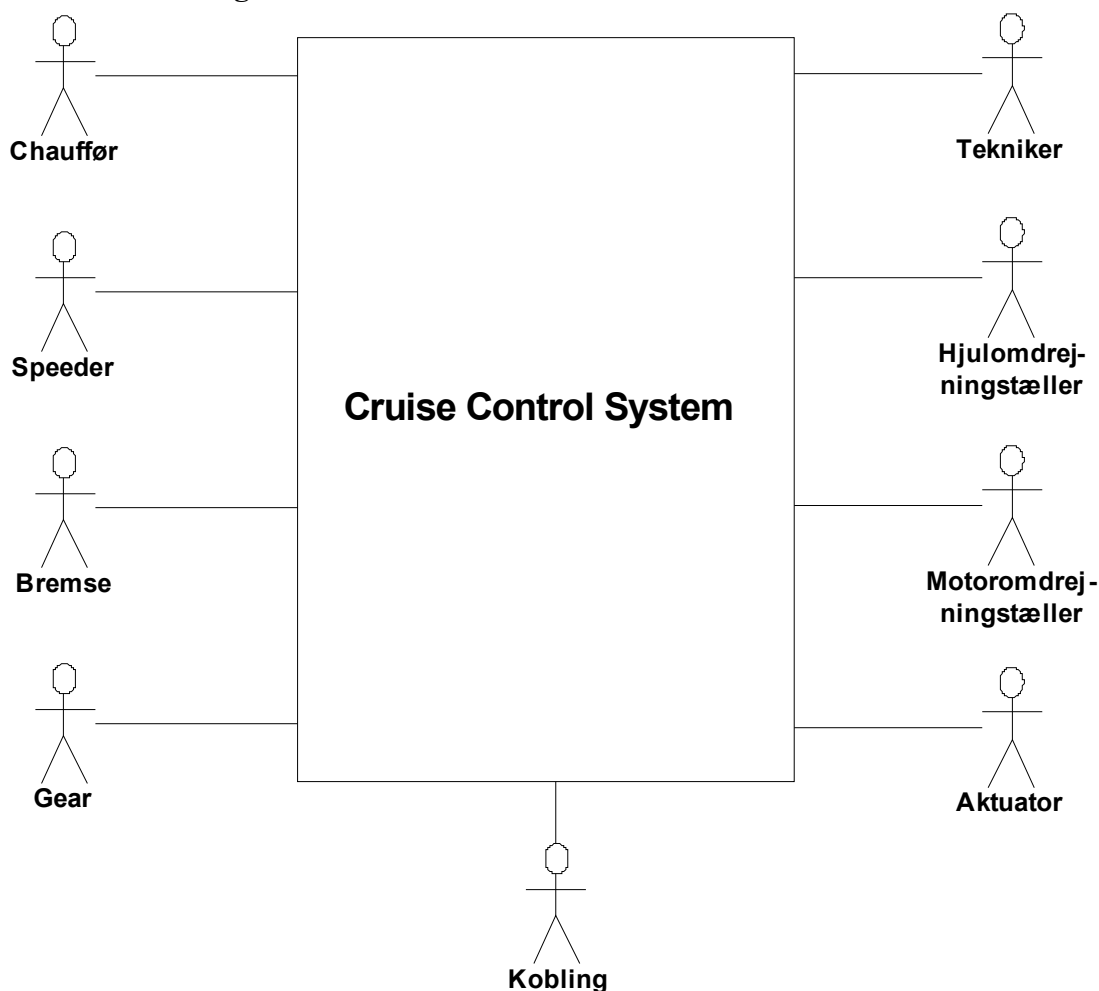 Chauffør
Tekniker
Speeder
Hjulomdrej-
ningstæller
Cruise Control System
Bremse
Motoromdrej-
ningstæller
Gear
Aktuator
Kobling